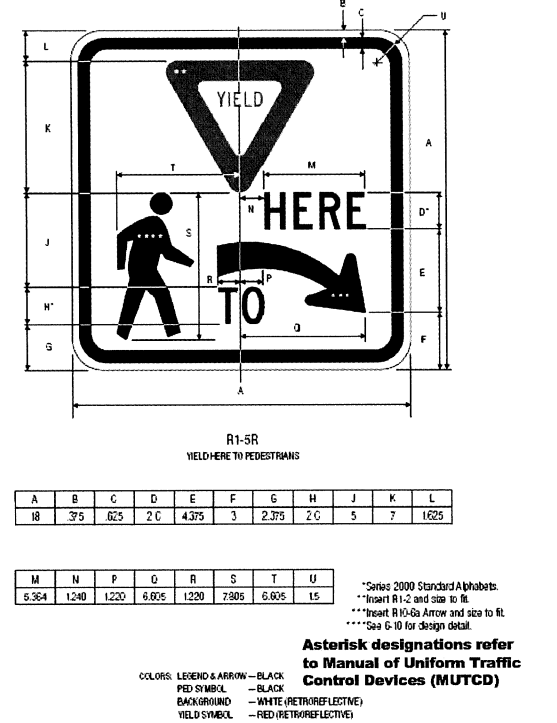 B
C
U
L
**
YIELD
K
A
T
M
HERE
N
D*
J
S
****
E
R
P
***
H*
TO
Q
G
F
A
R1-5R
YIELD HERE TO PEDESTRIANS
A B C D E F G H J K L
18 .375 .625 2 C 4.375 3 2.375 2 C 5 7 1.625
M N P Q R S T U
5.364 1.240 1.220 6.605 1.220 7.805 6.605 1.5
*Series 2000 Standard Alphabets.
**Insert R1-2 and size to fit.
***Insert R10-6a Arrow and size to fit.
****See 6-10 for design detail.
Asterisk designations refer
to Manual of Uniform Traffic
Control Devices (MUTCD)
COLORS: LEGEND & ARROW — BLACK
PED SYMBOL — BLACK
BACKGROUND — WHITE (RETROREFLECTIVE)
YIELD SYMBOL — RED (RETROREFLECTIVE)